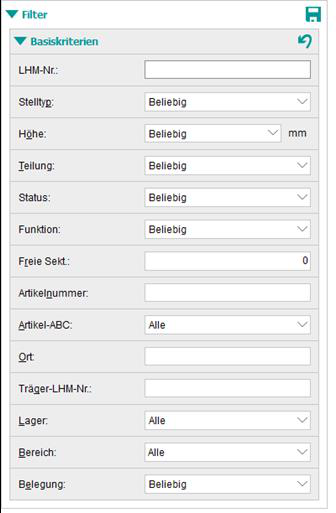 Filter
Basiskriterien
LHM-Nr.:
Stelltyp: Beliebig
Höhe: Beliebig mm
Teilung: Beliebig
Status: Beliebig
Funktion: Beliebig
Freie Sekt.: 0
Artikelnummer:
Artikel-ABC: Alle
Ort:
Träger-LHM-Nr.:
Lager: Alle
Bereich: Alle
Belegung: Beliebig